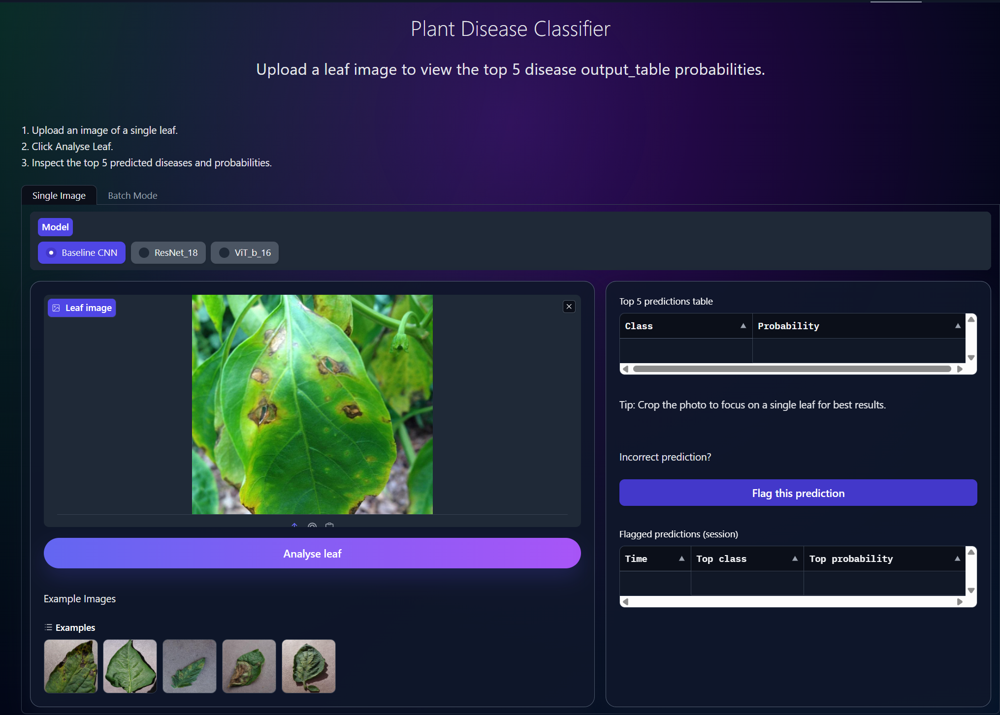 Plant Disease Classifier
Upload a leaf image to view the top 5 disease output_table probabilities.
1. Upload an image of a single leaf.
2. Click Analyse Leaf.
3. Inspect the top 5 predicted diseases and probabilities.
Single Image
Batch Mode
Model
Baseline CNN
ResNet_18
ViT_b_16
Leaf image
Analyse leaf
Example Images
Examples
Top 5 predictions table
Class
Probability
Tip: Crop the photo to focus on a single leaf for best results.
Incorrect prediction?
Flag this prediction
Flagged predictions (session)
Time
Top class
Top probability